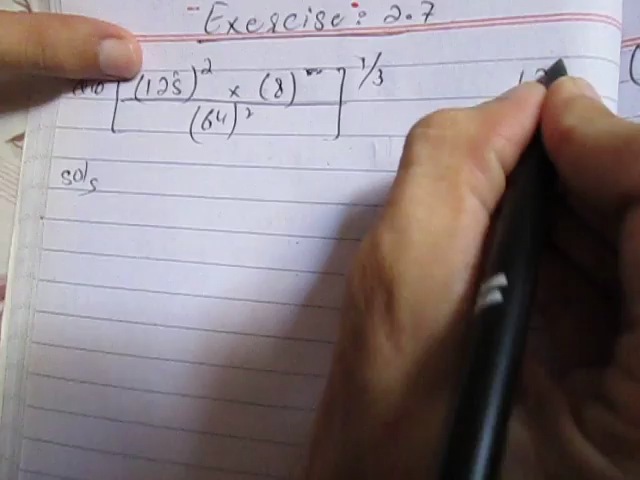 Exercise: 2.7
[(125)² × (8) / (64)²]^1/3
sol,